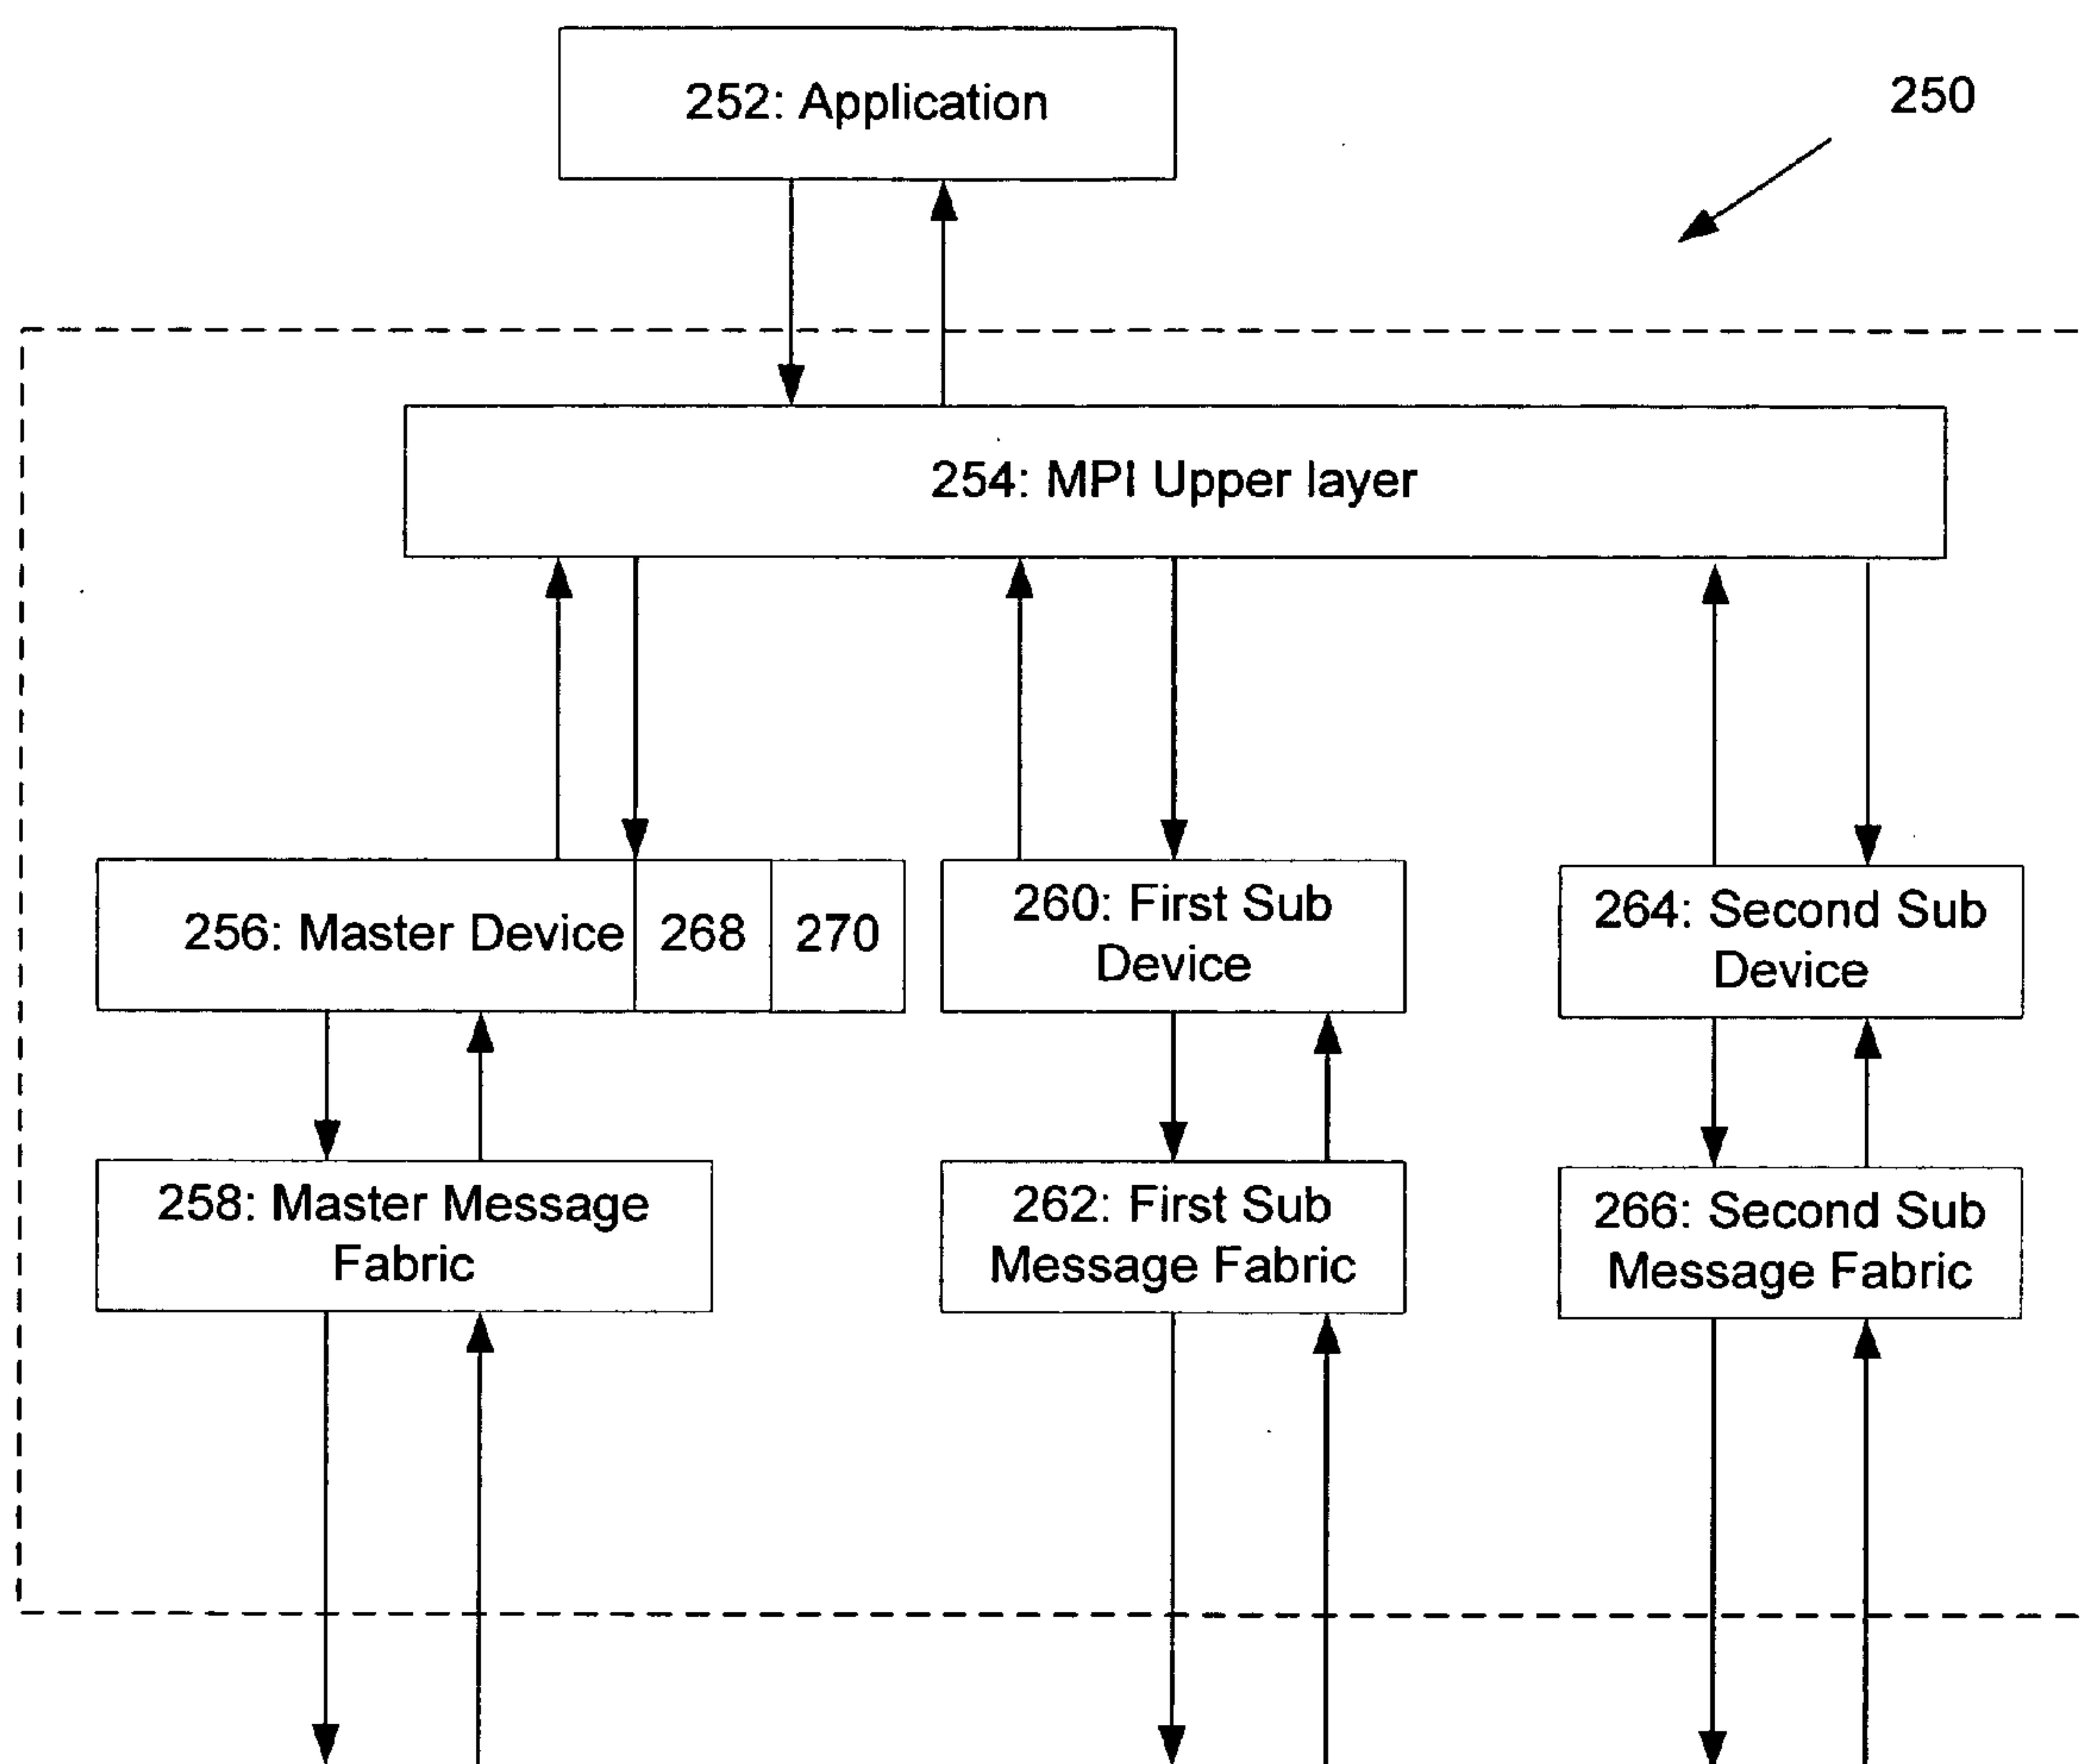 252: Application
250
254: MPI Upper layer
256: Master Device
268
270
260: First Sub
Device
264: Second Sub
Device
258: Master Message
Fabric
262: First Sub
Message Fabric
266: Second Sub
Message Fabric